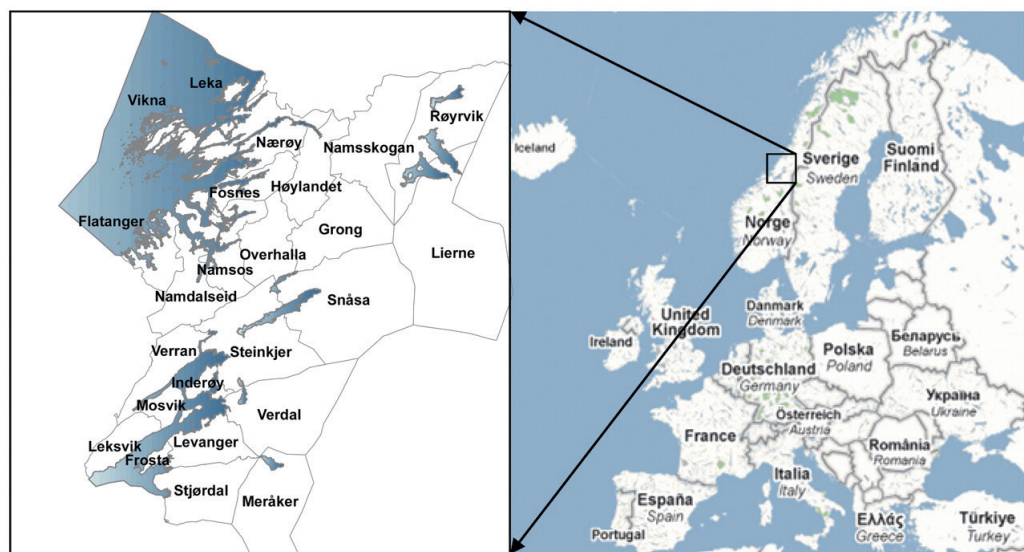 Leka
Vikna
Røyrvik
Nærøy
Namsskogan
Høylandet
Fosnes
Flatanger
Grong
Overhalla
Lierne
Namsos
Namdalseid
Snåsa
Verran
Steinkjer
Inderøy
Mosvik
Verdal
Leksvik
Levanger
Frosta
Stjørdal
Meråker
Iceland
Sverige
Sweden
Suomi
Finland
Norge
Norway
Danmark
Denmark
United
Kingdom
Ireland
Беларусь
Belarus
Polska
Poland
Deutschland
Germany
Україна
Ukraine
Österreich
Austria
France
România
Romania
Italia
Italy
España
Spain
Portugal
Ελλάς
Greece
Türkiye
Turkey